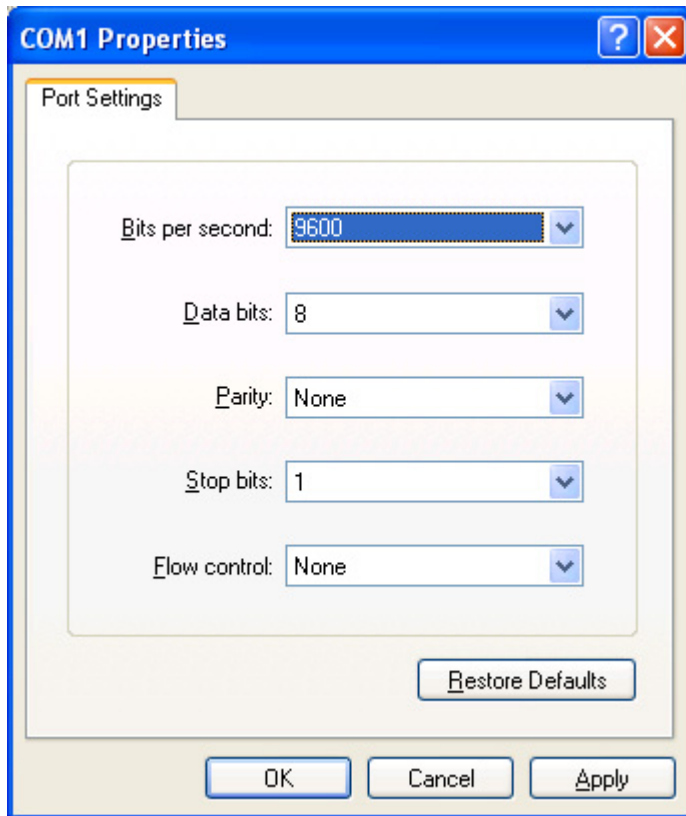 COM1 Properties
Port Settings
Bits per second: 9600
Data bits: 8
Parity: None
Stop bits: 1
Flow control: None
Restore Defaults
OK Cancel Apply